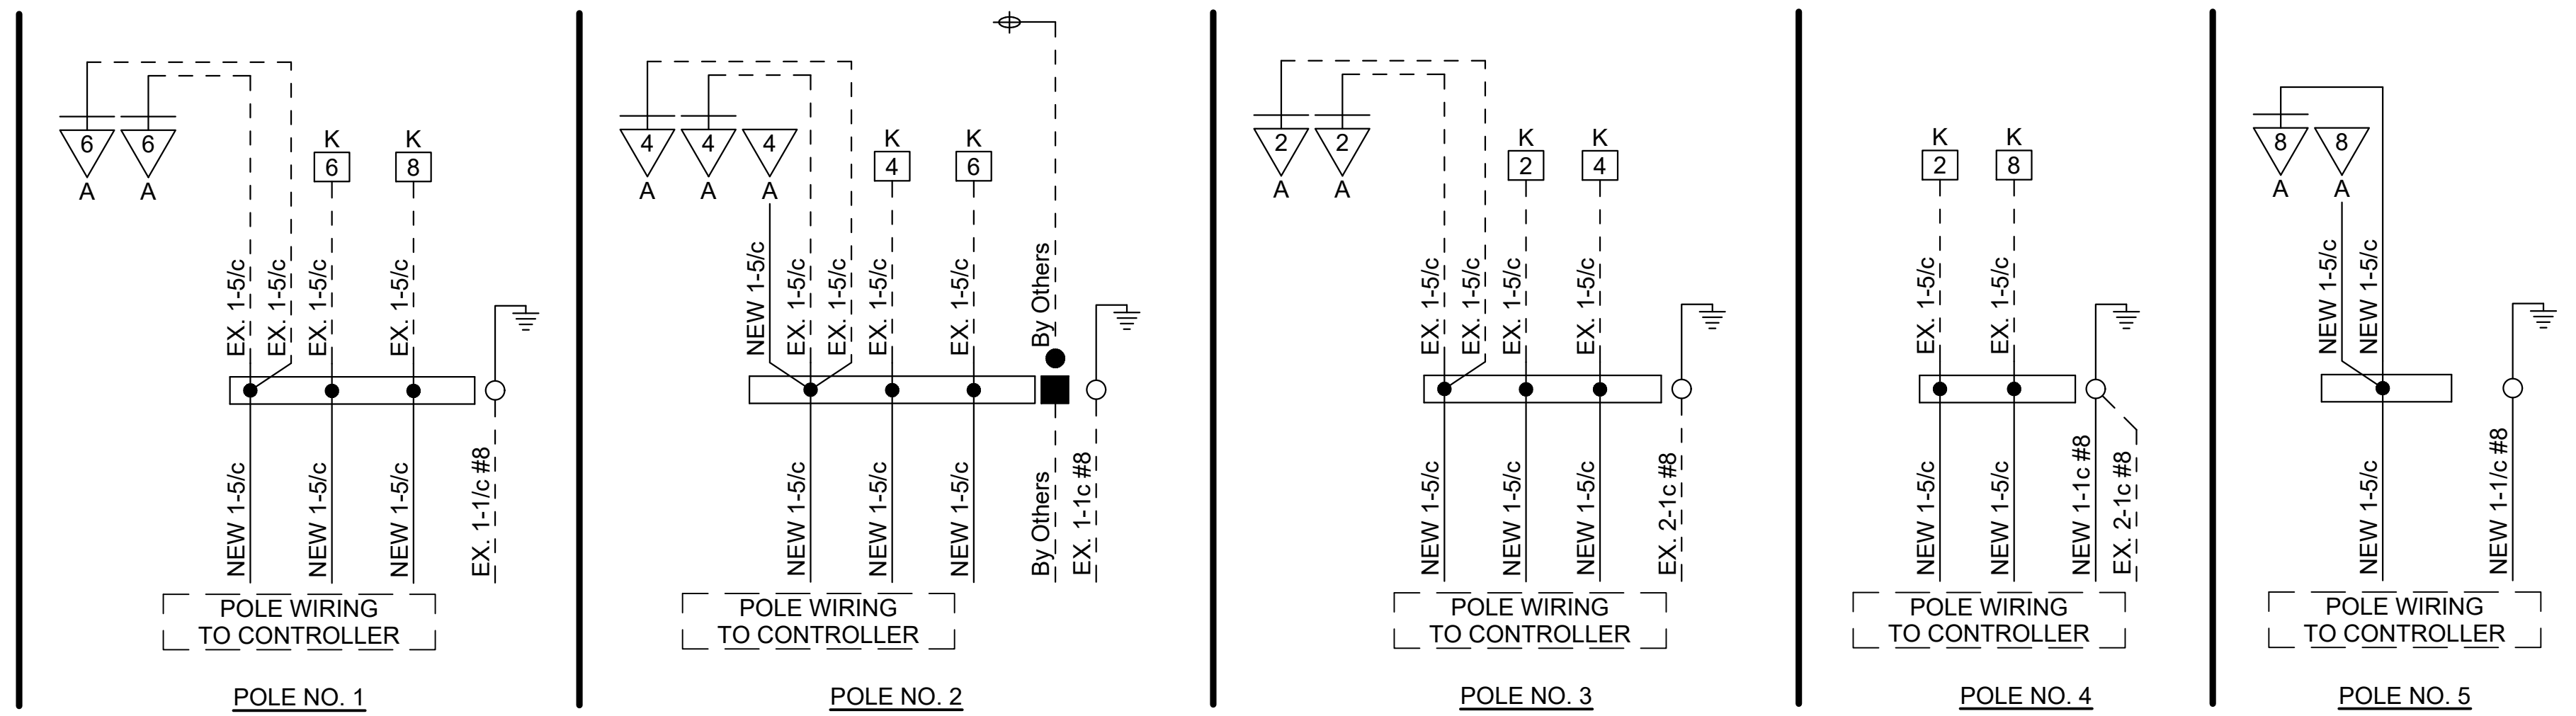 6 6
A A
K K
6 8
EX. 1-5/c
EX. 1-5/c
EX. 1-5/c
EX. 1-5/c
NEW 1-5/c
NEW 1-5/c
NEW 1-5/c
EX. 1-1/c #8
POLE WIRING
TO CONTROLLER
POLE NO. 1
4 4 4
A A A
K K
4 6
NEW 1-5/c
EX. 1-5/c
EX. 1-5/c
EX. 1-5/c
EX. 1-5/c
By Others
NEW 1-5/c
NEW 1-5/c
NEW 1-5/c
By Others
EX. 1-1c #8
POLE WIRING
TO CONTROLLER
POLE NO. 2
2 2
A A
K K
2 4
EX. 1-5/c
EX. 1-5/c
EX. 1-5/c
EX. 1-5/c
NEW 1-5/c
NEW 1-5/c
NEW 1-5/c
EX. 2-1c #8
POLE WIRING
TO CONTROLLER
POLE NO. 3
K K
2 8
EX. 1-5/c
EX. 1-5/c
NEW 1-5/c
NEW 1-5/c
NEW 1-1c #8
EX. 2-1c #8
POLE WIRING
TO CONTROLLER
POLE NO. 4
8 8
A A
NEW 1-5/c
NEW 1-5/c
NEW 1-5/c
NEW 1-1/c #8
POLE WIRING
TO CONTROLLER
POLE NO. 5